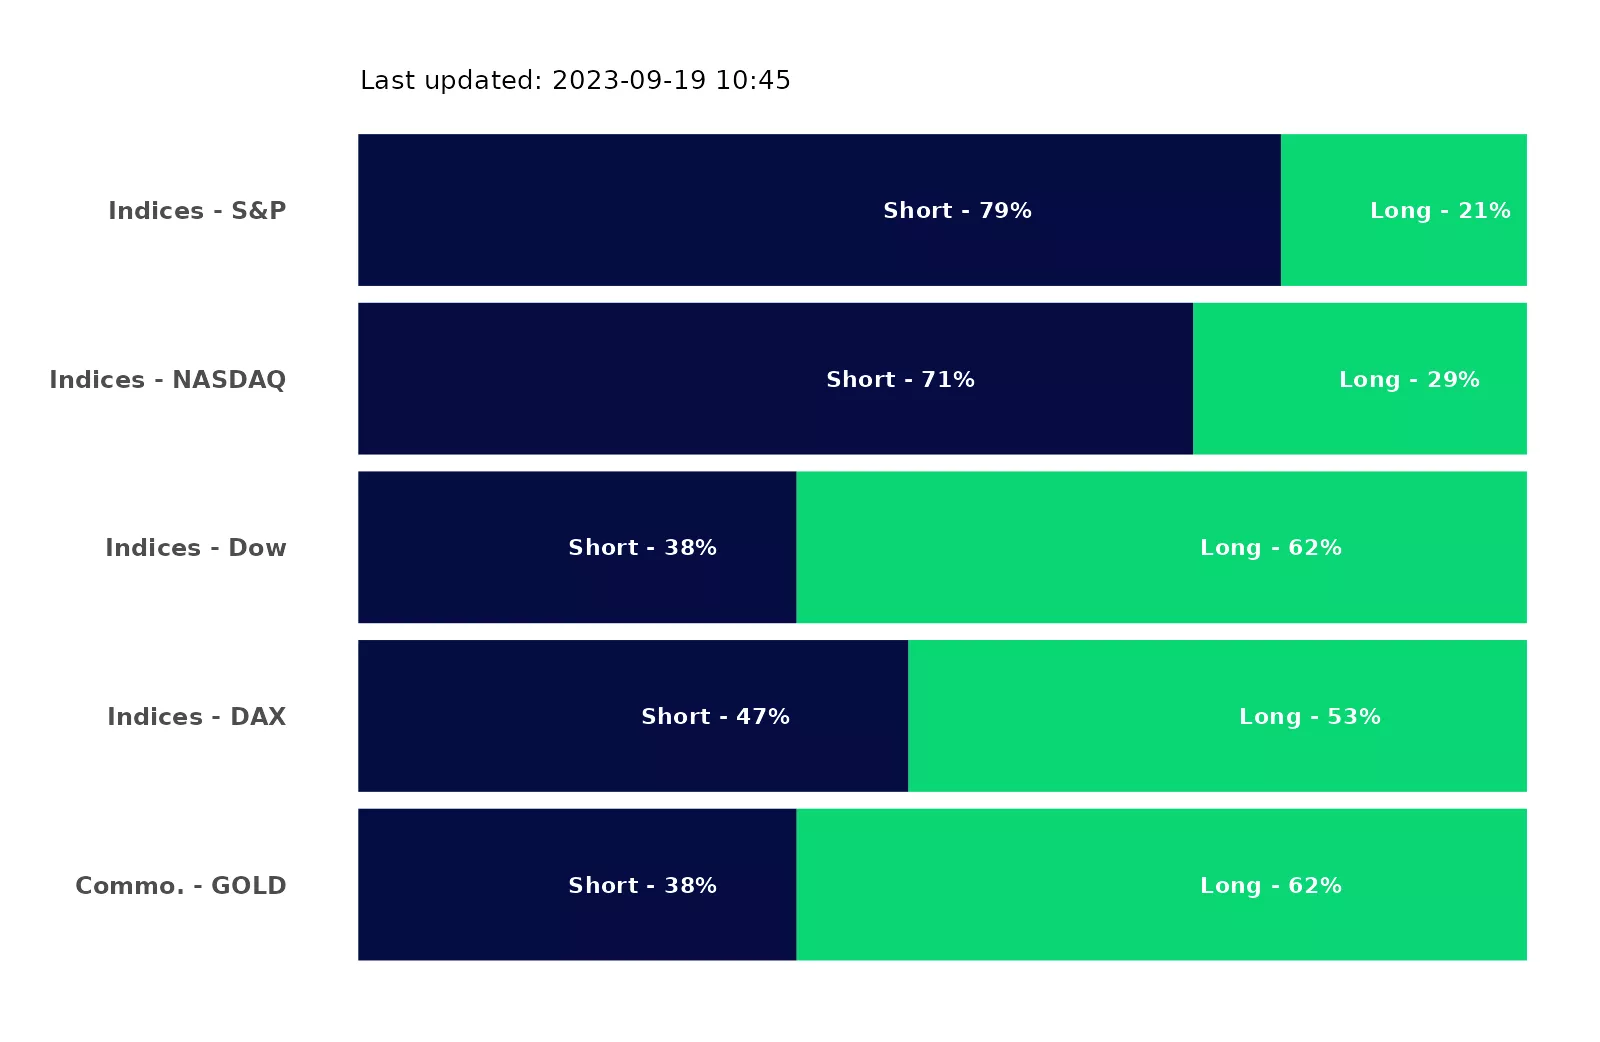 Last updated: 2023-09-19 10:45
Indices - S&P Short - 79% Long - 21%
Indices - NASDAQ Short - 71% Long - 29%
Indices - Dow Short - 38% Long - 62%
Indices - DAX Short - 47% Long - 53%
Commo. - GOLD Short - 38% Long - 62%